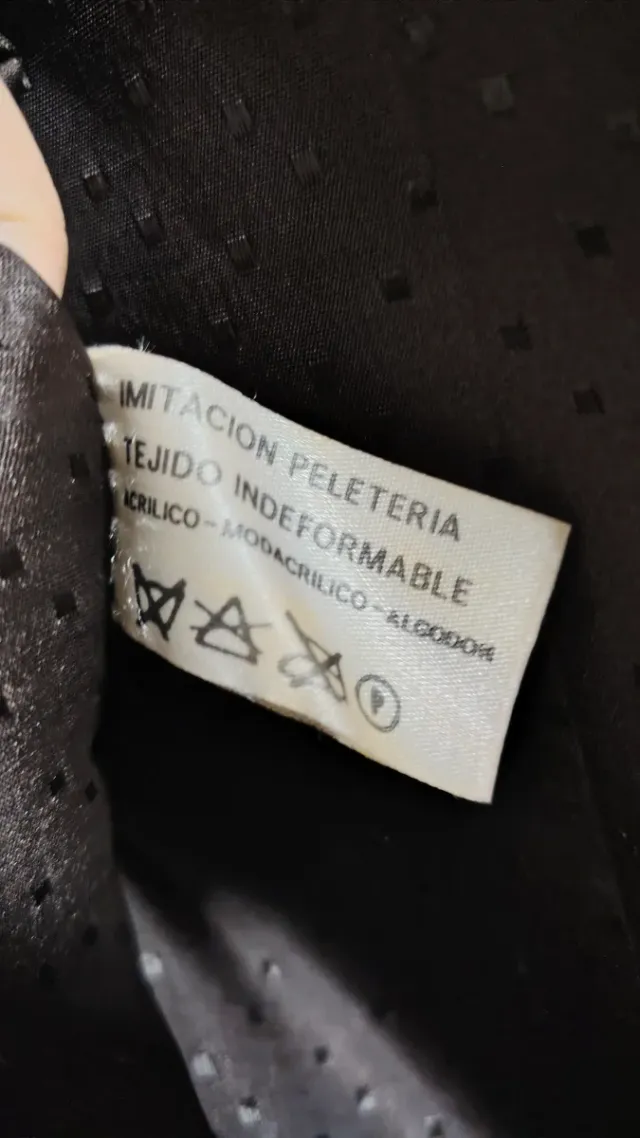 IMITACION PELETERIA
TEJIDO INDEFORMABLE
ACRILICO-MODACRILICO-ALGODON
P